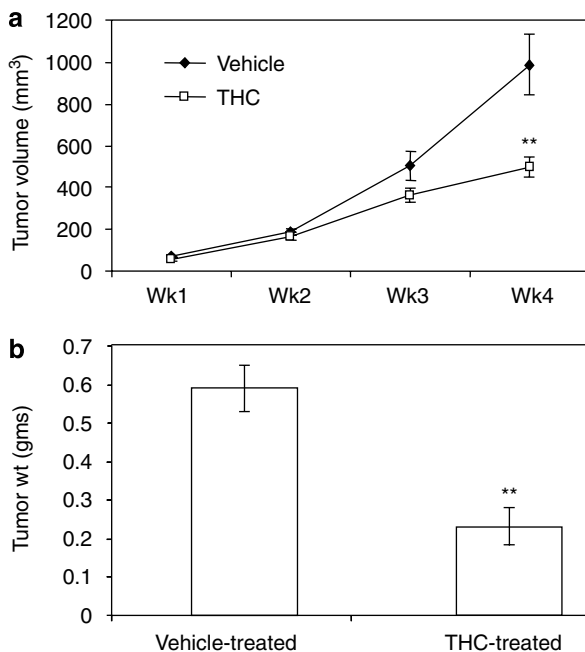 a
Tumor volume (mm³)
1200
1000
800
600
400
200
0
Vehicle
THC
**
Wk1 Wk2 Wk3 Wk4
b
Tumor wt (gms)
0.7
0.6
0.5
0.4
0.3
0.2
0.1
0
**
Vehicle-treated THC-treated